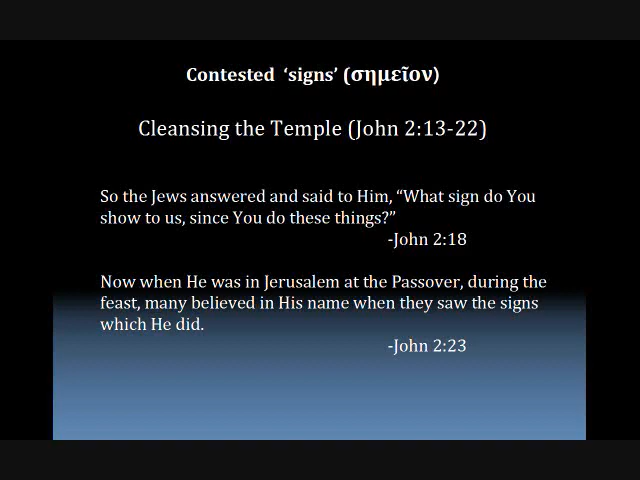 Contested ‘signs’ (σημεῖον)
Cleansing the Temple (John 2:13-22)
So the Jews answered and said to Him, “What sign do You
show to us, since You do these things?”
-John 2:18
Now when He was in Jerusalem at the Passover, during the
feast, many believed in His name when they saw the signs
which He did.
-John 2:23